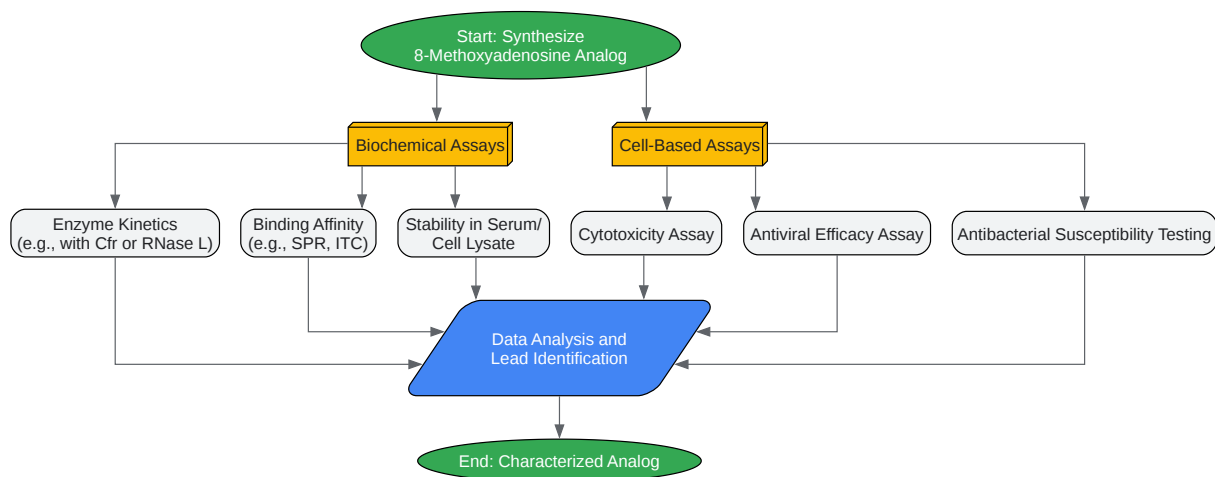 Start: Synthesize
8-Methoxyadenosine Analog
Biochemical Assays
Cell-Based Assays
Enzyme Kinetics
(e.g., with Cfr or RNase L)
Binding Affinity
(e.g., SPR, ITC)
Stability in Serum/
Cell Lysate
Cytotoxicity Assay
Antiviral Efficacy Assay
Antibacterial Susceptibility Testing
Data Analysis and
Lead Identification
End: Characterized Analog